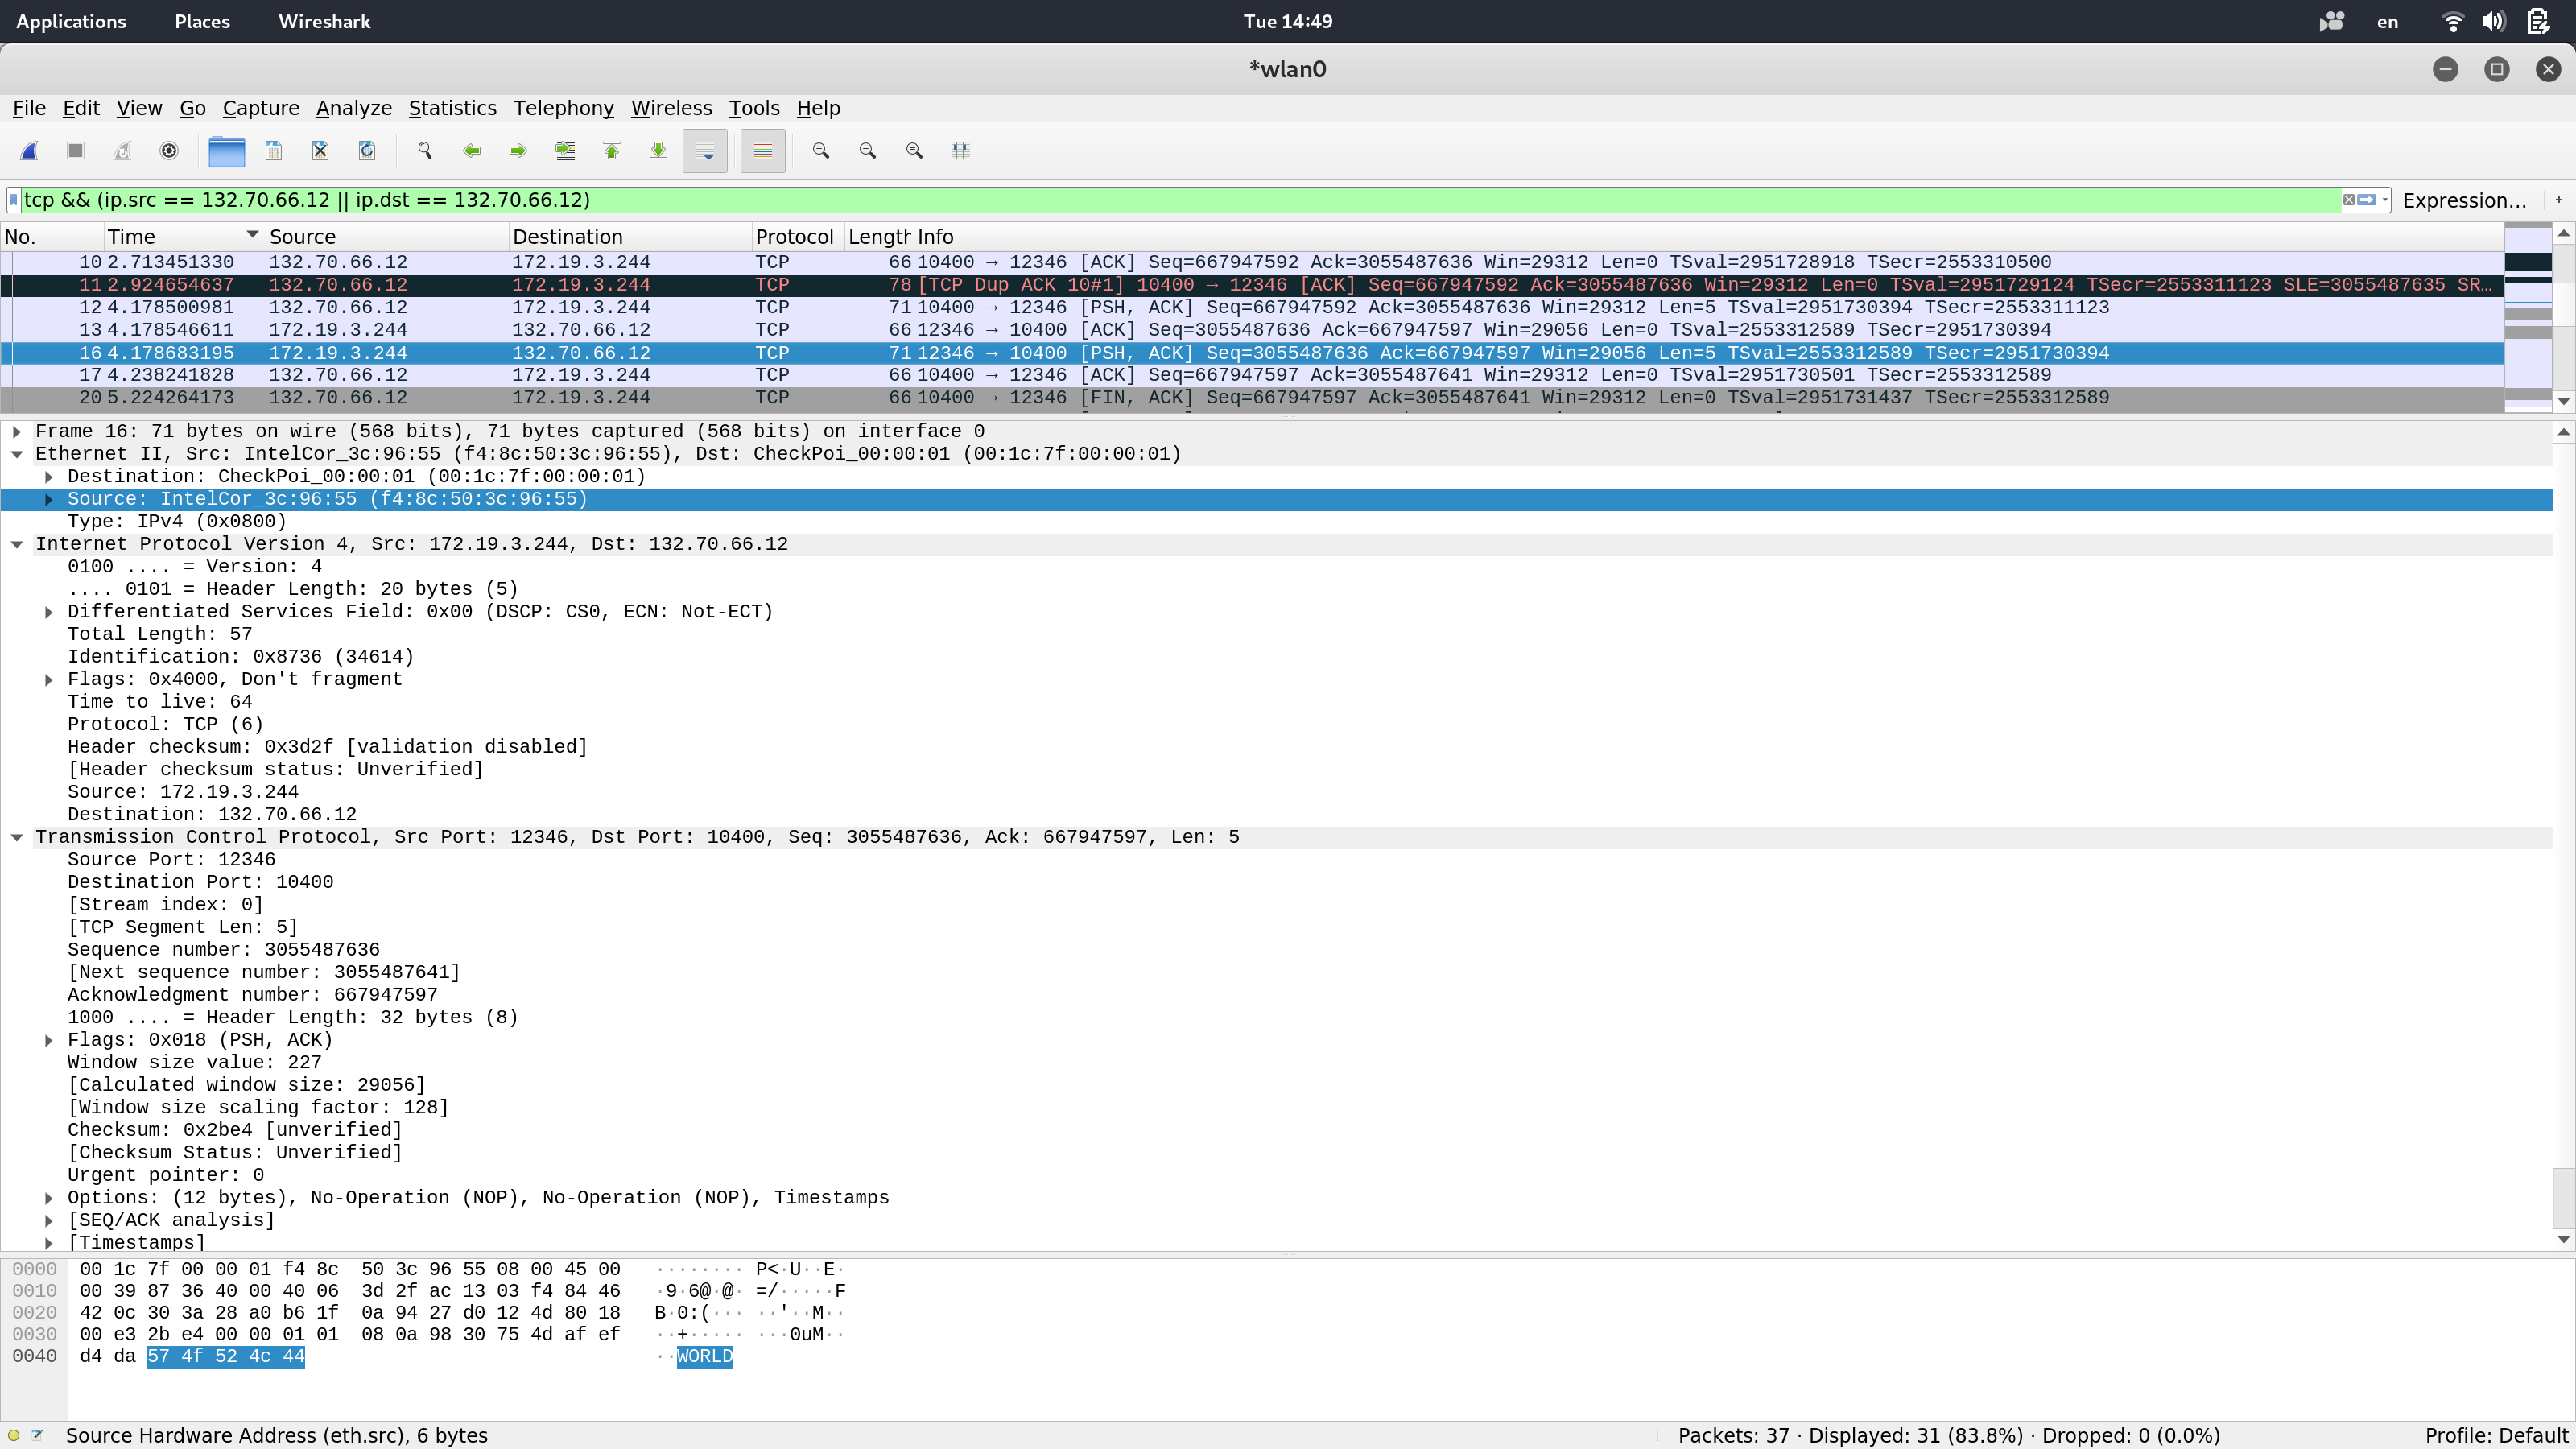 Applications Places Wireshark Tue 14:49 en
*wlan0
File Edit View Go Capture Analyze Statistics Telephony Wireless Tools Help
tcp && (ip.src == 132.70.66.12 || ip.dst == 132.70.66.12) Expression… +
No. Time Source Destination Protocol Length Info
10 2.713451330 132.70.66.12 172.19.3.244 TCP 66 10400 → 12346 [ACK] Seq=667947592 Ack=3055487636 Win=29312 Len=0 TSval=2951728918 TSecr=2553310500
11 2.924654637 132.70.66.12 172.19.3.244 TCP 78 [TCP Dup ACK 10#1] 10400 → 12346 [ACK] Seq=667947592 Ack=3055487636 Win=29312 Len=0 TSval=2951729124 TSecr=2553311123 SLE=3055487635 SR…
12 4.178500981 132.70.66.12 172.19.3.244 TCP 71 10400 → 12346 [PSH, ACK] Seq=667947592 Ack=3055487636 Win=29312 Len=5 TSval=2951730394 TSecr=2553311123
13 4.178546611 172.19.3.244 132.70.66.12 TCP 66 12346 → 10400 [ACK] Seq=3055487636 Ack=667947597 Win=29056 Len=0 TSval=2553312589 TSecr=2951730394
16 4.178683195 172.19.3.244 132.70.66.12 TCP 71 12346 → 10400 [PSH, ACK] Seq=3055487636 Ack=667947597 Win=29056 Len=5 TSval=2553312589 TSecr=2951730394
17 4.238241828 132.70.66.12 172.19.3.244 TCP 66 10400 → 12346 [ACK] Seq=667947597 Ack=3055487641 Win=29312 Len=0 TSval=2951730501 TSecr=2553312589
20 5.224264173 132.70.66.12 172.19.3.244 TCP 66 10400 → 12346 [FIN, ACK] Seq=667947597 Ack=3055487641 Win=29312 Len=0 TSval=2951731437 TSecr=2553312589
Frame 16: 71 bytes on wire (568 bits), 71 bytes captured (568 bits) on interface 0
Ethernet II, Src: IntelCor_3c:96:55 (f4:8c:50:3c:96:55), Dst: CheckPoi_00:00:01 (00:1c:7f:00:00:01)
Destination: CheckPoi_00:00:01 (00:1c:7f:00:00:01)
Source: IntelCor_3c:96:55 (f4:8c:50:3c:96:55)
Type: IPv4 (0x0800)
Internet Protocol Version 4, Src: 172.19.3.244, Dst: 132.70.66.12
0100 .... = Version: 4
.... 0101 = Header Length: 20 bytes (5)
Differentiated Services Field: 0x00 (DSCP: CS0, ECN: Not-ECT)
Total Length: 57
Identification: 0x8736 (34614)
Flags: 0x4000, Don't fragment
Time to live: 64
Protocol: TCP (6)
Header checksum: 0x3d2f [validation disabled]
[Header checksum status: Unverified]
Source: 172.19.3.244
Destination: 132.70.66.12
Transmission Control Protocol, Src Port: 12346, Dst Port: 10400, Seq: 3055487636, Ack: 667947597, Len: 5
Source Port: 12346
Destination Port: 10400
[Stream index: 0]
[TCP Segment Len: 5]
Sequence number: 3055487636
[Next sequence number: 3055487641]
Acknowledgment number: 667947597
1000 .... = Header Length: 32 bytes (8)
Flags: 0x018 (PSH, ACK)
Window size value: 227
[Calculated window size: 29056]
[Window size scaling factor: 128]
Checksum: 0x2be4 [unverified]
[Checksum Status: Unverified]
Urgent pointer: 0
Options: (12 bytes), No-Operation (NOP), No-Operation (NOP), Timestamps
[SEQ/ACK analysis]
[Timestamps]
0000 00 1c 7f 00 00 01 f4 8c 50 3c 96 55 08 00 45 00 ········ P<·U··E·
0010 00 39 87 36 40 00 40 06 3d 2f ac 13 03 f4 84 46 ·9·6@·@· =/·····F
0020 42 0c 30 3a 28 a0 b6 1f 0a 94 27 d0 12 4d 80 18 B·0:(··· ··'··M··
0030 00 e3 2b e4 00 00 01 01 08 0a 98 30 75 4d af ef ··+····· ···0uM··
0040 d4 da 57 4f 52 4c 44 ··WORLD
Source Hardware Address (eth.src), 6 bytes Packets: 37 · Displayed: 31 (83.8%) · Dropped: 0 (0.0%) Profile: Default